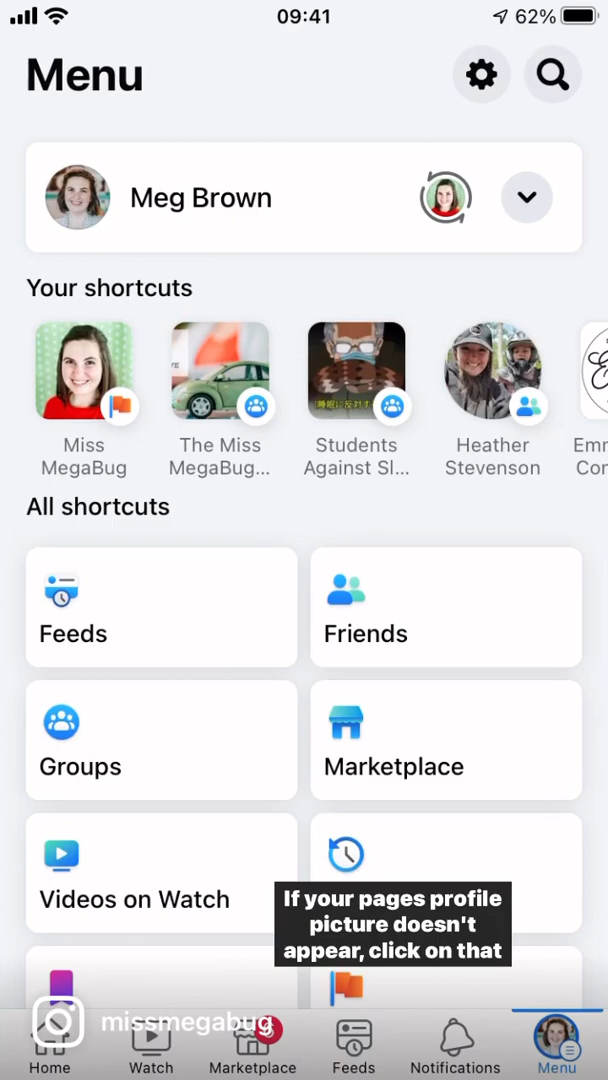 09:41
62%
Menu
Meg Brown
Your shortcuts
Miss
MegaBug
The Miss
MegaBug...
Students
Against Sl...
Heather
Stevenson
Em
Con
All shortcuts
Feeds
Friends
Groups
Marketplace
Videos on Watch
If your pages profile
picture doesn't
appear, click on that
missmegabug
Home
Watch
Marketplace
Feeds
Notifications
Menu